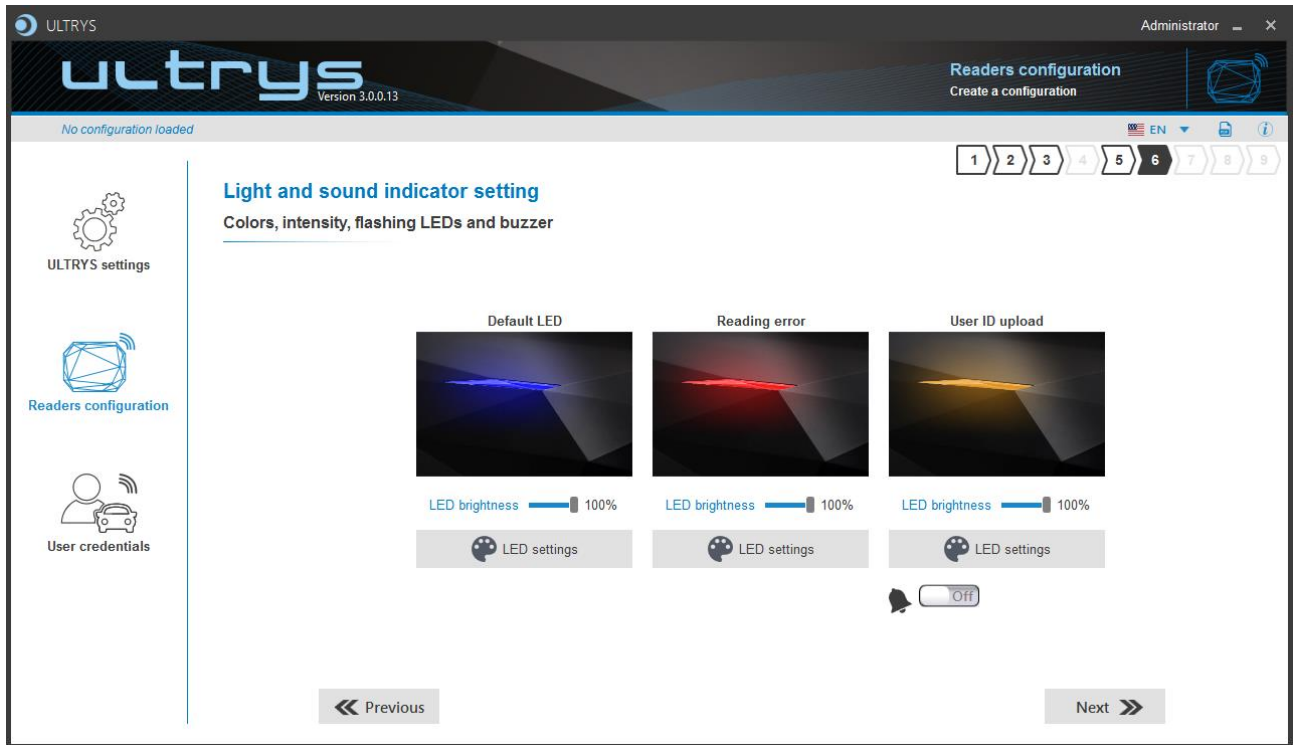 ULTRYS
Administrator
ultrys
Version 3.0.0.13
Readers configuration
Create a configuration
No configuration loaded
EN
1 2 3 4 5 6 7 8 9
Light and sound indicator setting
Colors, intensity, flashing LEDs and buzzer
ULTRYS settings
Readers configuration
User credentials
Default LED
Reading error
User ID upload
LED brightness 100%
LED brightness 100%
LED brightness 100%
LED settings
LED settings
LED settings
Off
Previous
Next